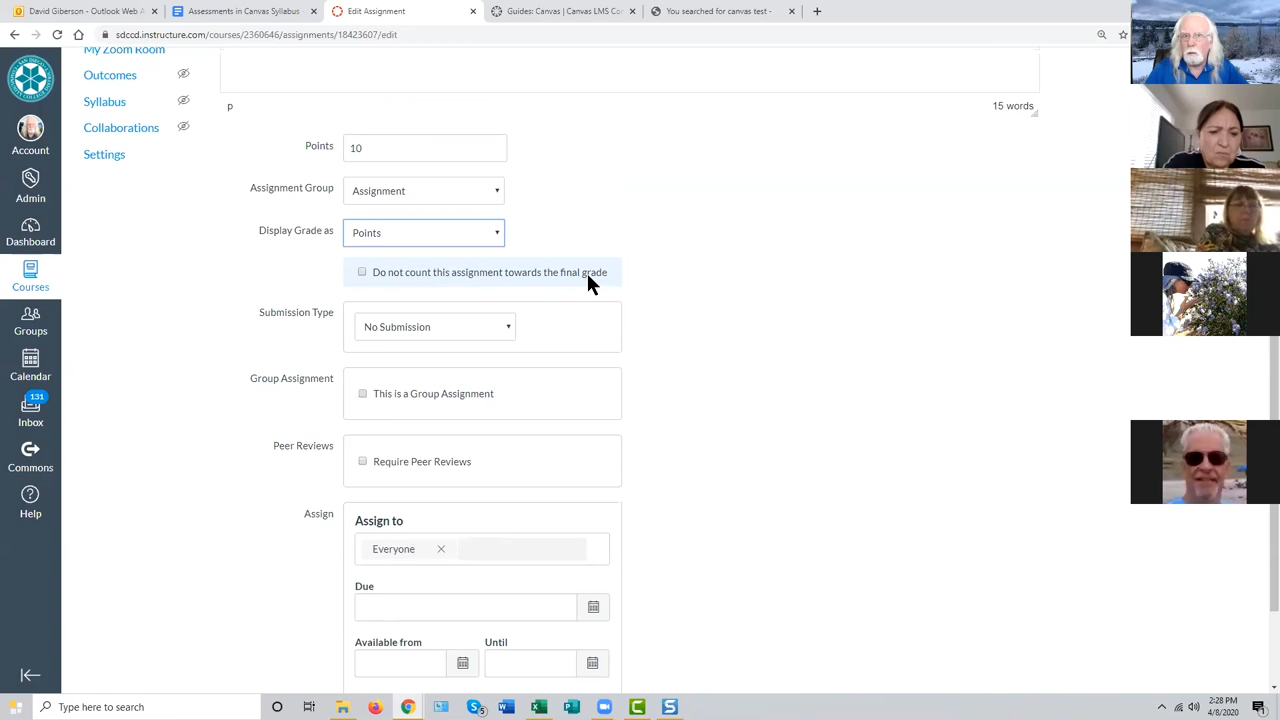 David Giberson - Outlook Web A
Assessments in Canvas Syllabus
Edit Assignment
Guides: Canvas | Canvas LMS Co
You searched for canvas test -
sdccd.instructure.com/courses/2360646/assignments/18423607/edit
My Zoom Room
Outcomes
Syllabus
Collaborations
Settings
Account
Admin
Dashboard
Courses
Groups
Calendar
131
Inbox
Commons
Help
p
15 words
Points
10
Assignment Group
Assignment
Display Grade as
Points
Do not count this assignment towards the final grade
Submission Type
No Submission
Group Assignment
This is a Group Assignment
Peer Reviews
Require Peer Reviews
Assign
Assign to
Everyone
Due
Available from
Until
Type here to search
5
2:28 PM
4/8/2020
1